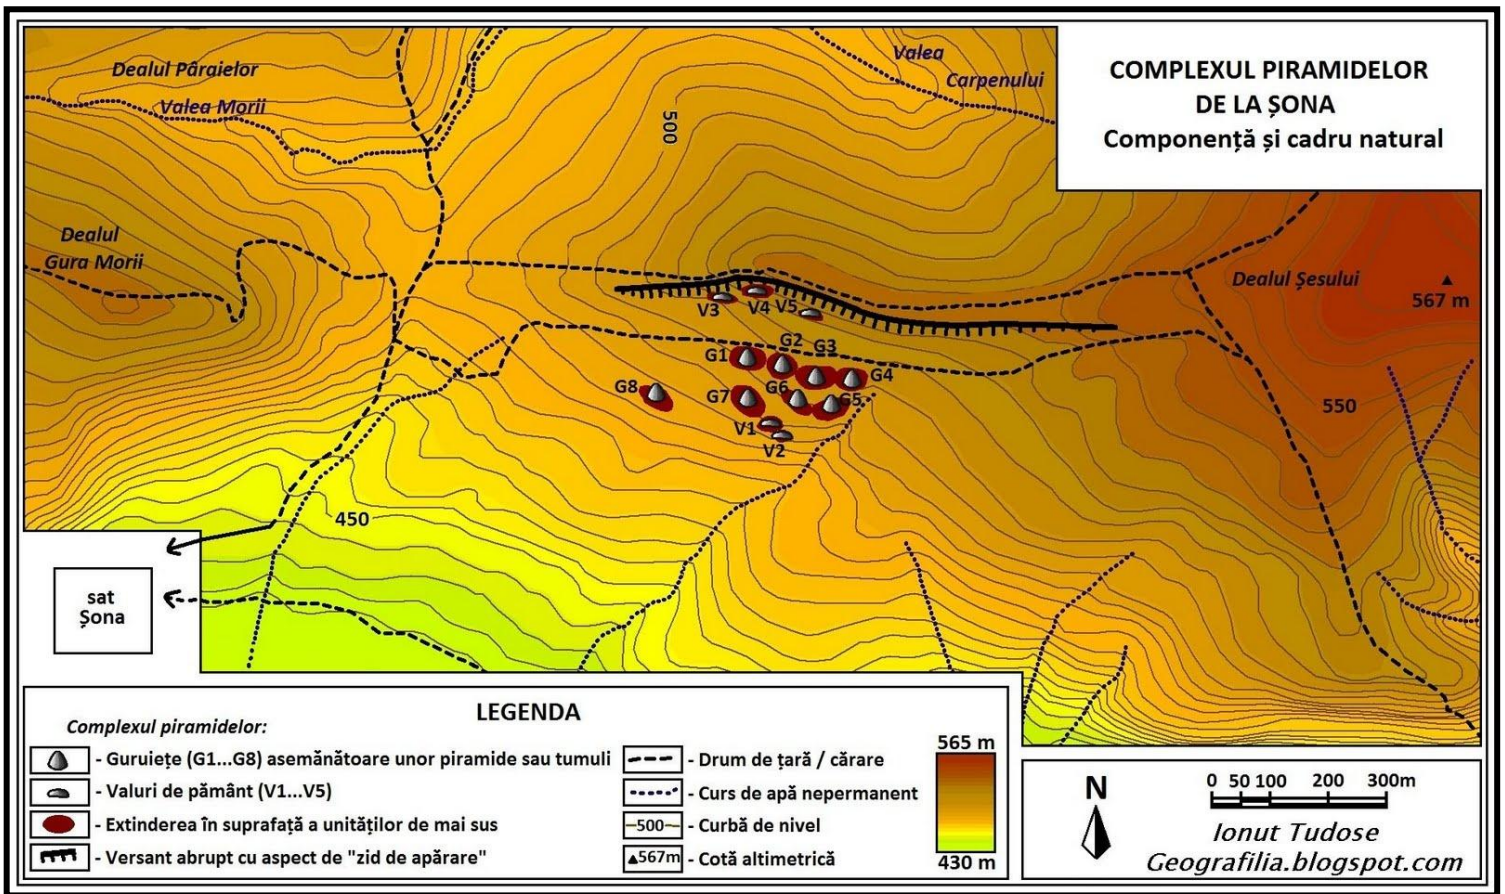 COMPLEXUL PIRAMIDELOR
DE LA ȘONA
Componență și cadru natural
Dealul Pâraielor
Valea Morii
Valea
Carpenului
500
Dealul
Gura Morii
Dealul Șesului
567 m
V3
V4
V5
G1
G2
G3
G4
G8
G7
G6
G5
V1
V2
550
450
sat
Șona
LEGENDA
Complexul piramidelor:
- Guruiețe (G1...G8) asemănătoare unor piramide sau tumuli
- Valuri de pământ (V1...V5)
- Extinderea în suprafață a unităților de mai sus
- Versant abrupt cu aspect de "zid de apărare"
- Drum de țară / cărare
- Curs de apă nepermanent
500 - Curbă de nivel
567m - Cotă altimetrică
565 m
430 m
N
0 50 100 200 300m
Ionut Tudose
Geografilia.blogspot.com